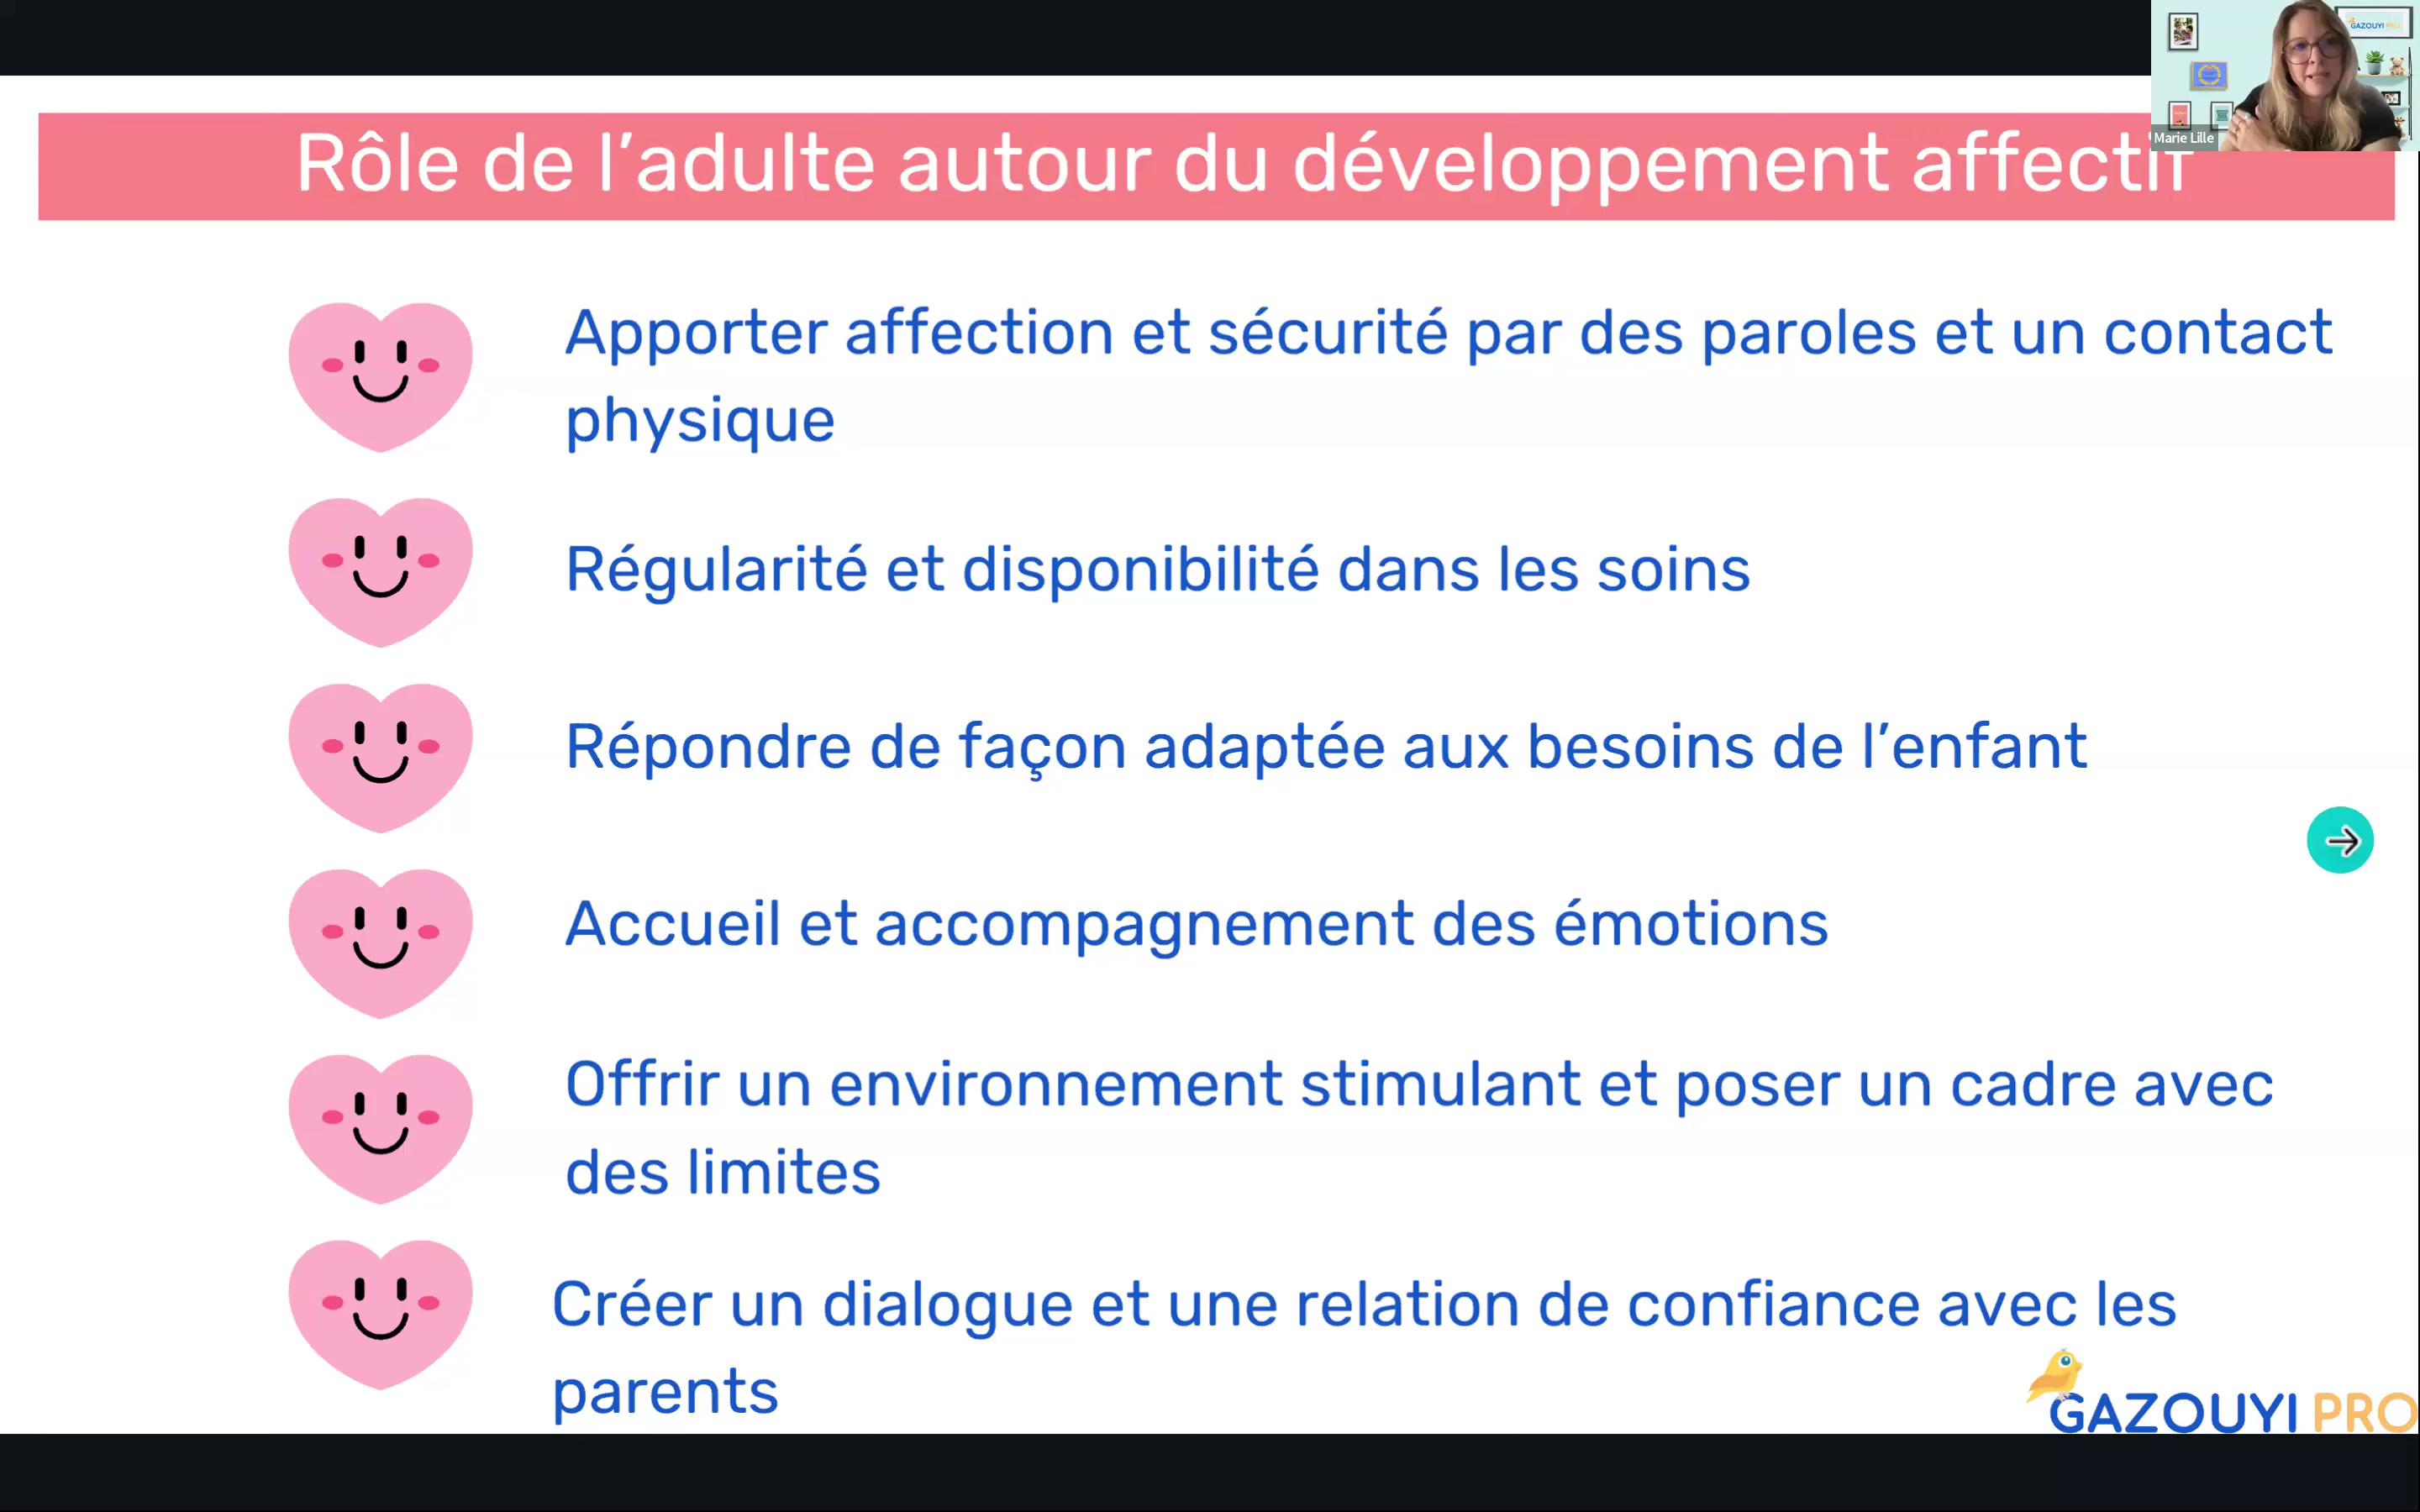 GAZOUYI PRO
Marie Lille
Rôle de l’adulte autour du développement affectif
Apporter affection et sécurité par des paroles et un contact
physique
Régularité et disponibilité dans les soins
Répondre de façon adaptée aux besoins de l’enfant
Accueil et accompagnement des émotions
Offrir un environnement stimulant et poser un cadre avec
des limites
Créer un dialogue et une relation de confiance avec les
parents
GAZOUYI PRO